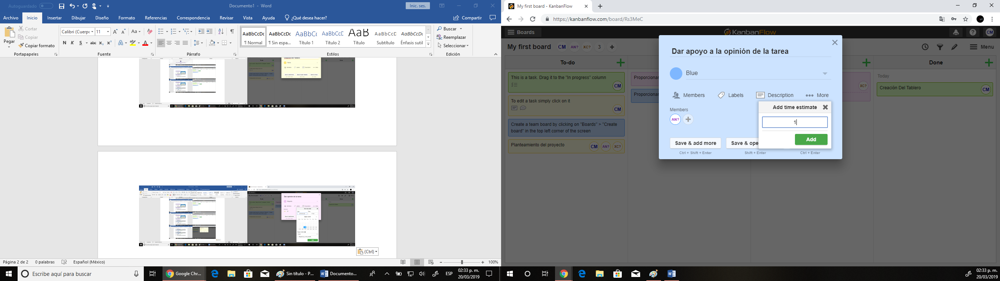 Autoguardado
Documento1 - Word
Inic. ses.
Archivo Inicio Insertar Dibujar Diseño Formato Referencias Correspondencia Revisar Vista Ayuda ¿Qué desea hacer? Compartir
Pegar
Cortar
Copiar
Copiar formato
Portapapeles
Calibri (Cuerpc 11
Fuente
Párrafo
AaBbCcDc AaBbCcDc AaBbCc AaBbCcD AaB AaBbCcD AaBbCcDc
¶ Normal ¶ Sin espa... Título 1 Título 2 Título Subtítulo Énfasis sutil
Estilos
Buscar
Reemplazar
Seleccionar
Edición
(Ctrl)
Página 2 de 2 0 palabras Español (México)
100%
Escribe aquí para buscar
Google Chr...
Sin título - P...
Documento...
ESP
02:33 p. m.
20/03/2019
My first board - KanbanFlow
https://kanbanflow.com/board/Rs3MeC
Boards
KanbanFlow
CM
My first board CM AN? XC? 3
Menu
To-do
Done
This is a task. Drag it to the "In progress" column
CM
To edit a task simply click on it
CM
Create a team board by clicking on "Boards" > "Create
board" in the top left corner of the screen
Planteamiento del proyecto CM AN? XC?
Proporcionar
Proporcionar
XC?
Today
Creación Del Tablero CM
Dar apoyo a la opinión de la tarea
Blue
Members Labels Description More
Members
AN?
Add time estimate
1
Add
Save & add more
Ctrl + Shift + Enter
Save & ope
Shift + Enter
Ctrl + Enter
02:33 p. m.
20/03/2019